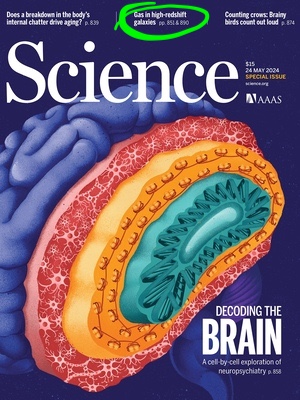 Does a breakdown in the body's
internal chatter drive aging? p. 839
Gas in high-redshift
galaxies pp. 851 & 890
Counting crows: Brainy
birds count out loud p. 874
Science
$15
24 MAY 2024
SPECIAL ISSUE
science.org
AAAS
DECODING THE
BRAIN
A cell-by-cell exploration of
neuropsychiatry p. 858